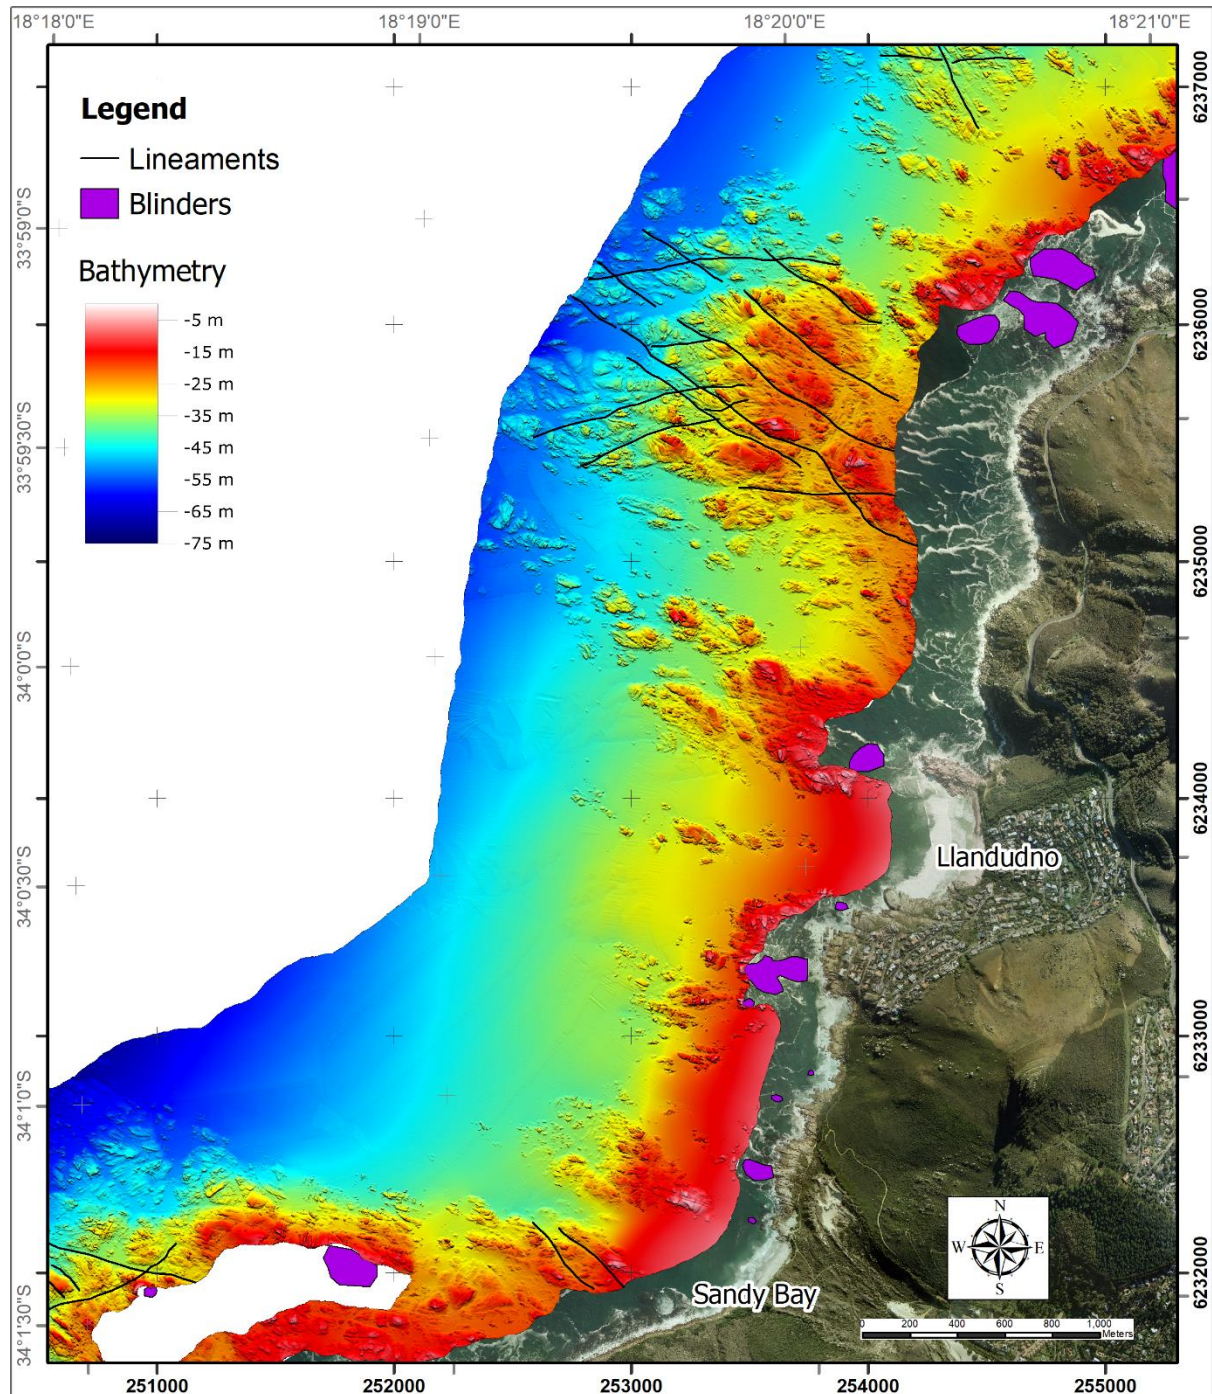 18°18'0"E
18°19'0"E
18°20'0"E
18°21'0"E
Legend
Lineaments
Blinders
Bathymetry
-5 m
-15 m
-25 m
-35 m
-45 m
-55 m
-65 m
-75 m
33°59'0"S
33°59'30"S
34°0'0"S
34°0'30"S
34°1'0"S
34°1'30"S
6237000
6236000
6235000
6234000
6233000
6232000
Llandudno
Sandy Bay
N
W
E
S
0 200 400 600 800 1,000
Meters
251000
252000
253000
254000
255000